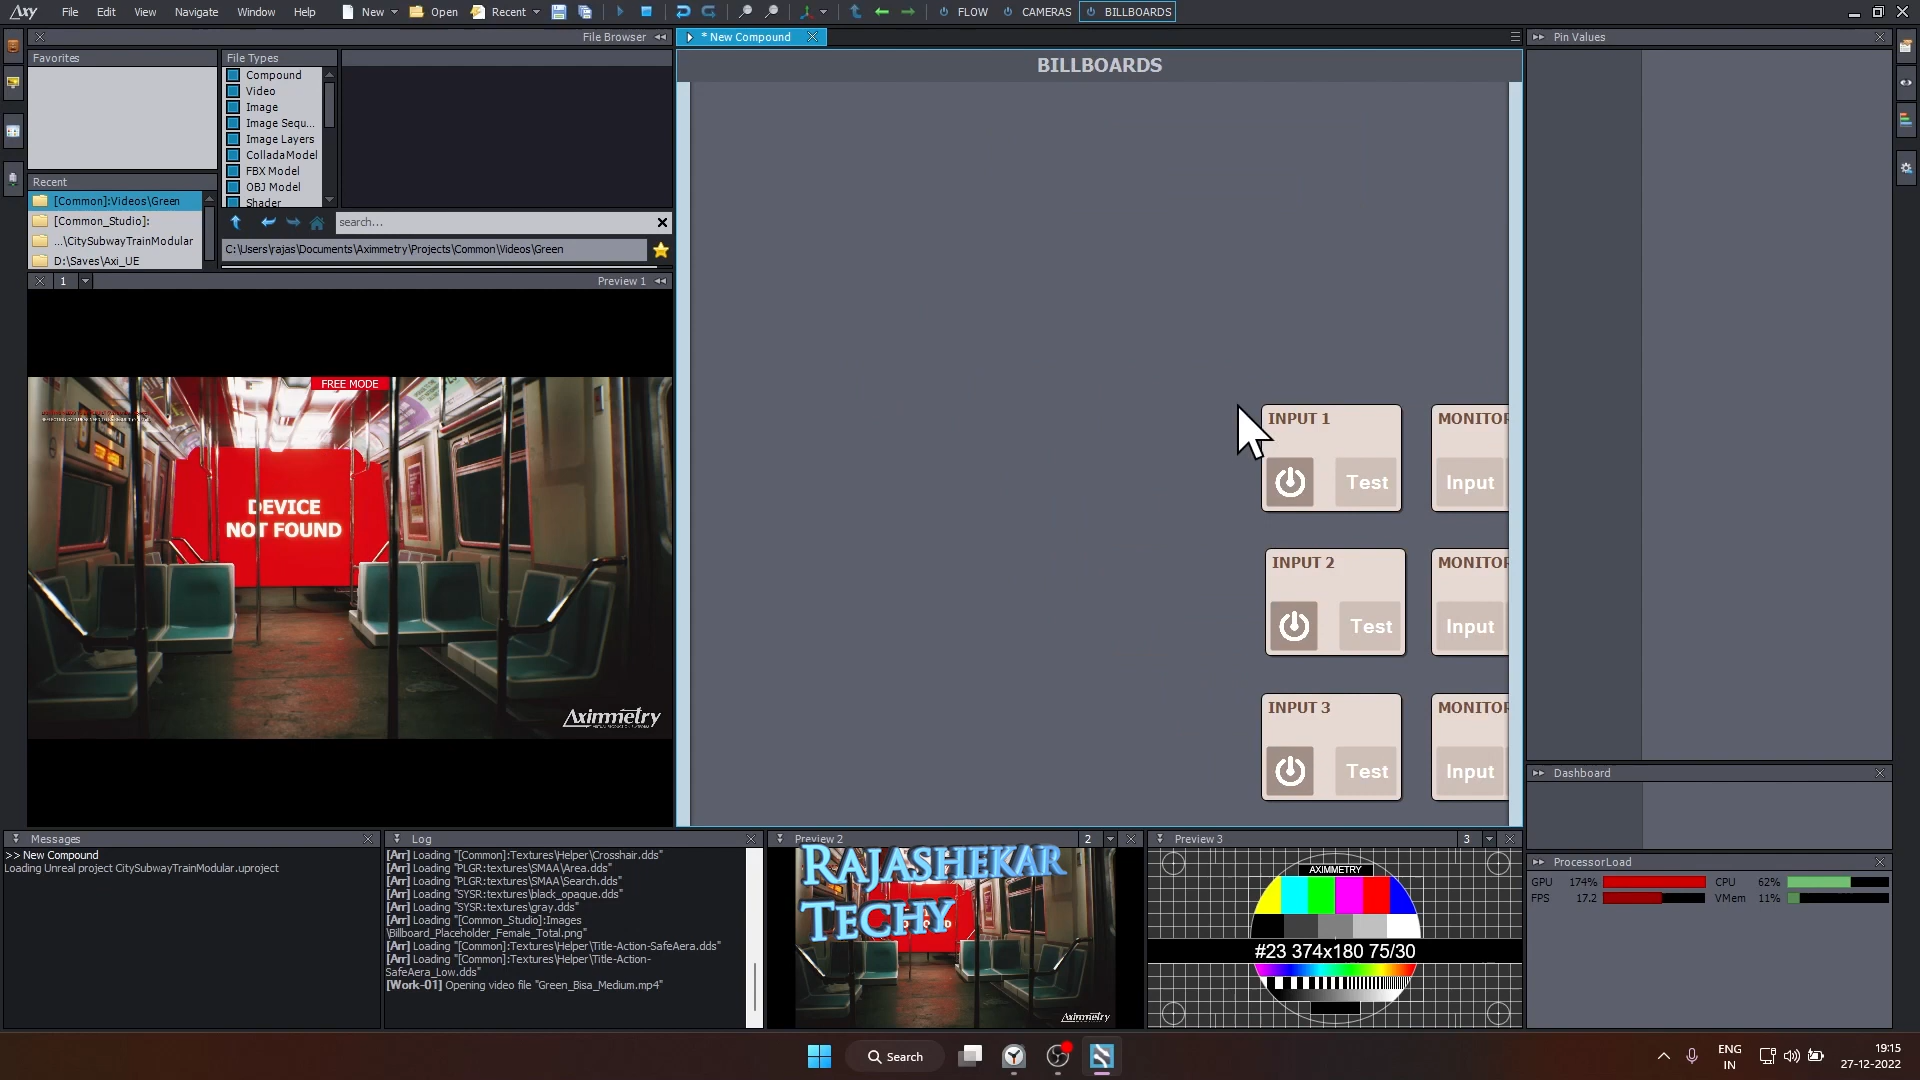 Axy File Edit View Navigate Window Help New Open Recent FLOW CAMERAS BILLBOARDS
File Browser
* New Compound
Pin Values
Favorites
File Types
BILLBOARDS
Compound
Video
Image
Image Sequ...
Image Layers
ColladaModel
FBX Model
OBJ Model
Shader
Recent
[Common]:Videos\Green
[Common_Studio]:
...\CitySubwayTrainModular
D:\Saves\Axi_UE
search...
C:\Users\rajas\Documents\Aximmetry\Projects\Common\Videos\Green
1
Preview 1
FREE MODE
DEVICE
NOT FOUND
Aximmetry
INPUT 1
MONITOR
Test
Input
INPUT 2
MONITOR
Test
Input
INPUT 3
MONITOR
Test
Input
Dashboard
Messages
>> New Compound
Loading Unreal project CitySubwayTrainModular.uproject
Log
[Arr] Loading "[Common]:Textures\Helper\Crosshair.dds"
[Arr] Loading "PLGR:textures\SMAA\Area.dds"
[Arr] Loading "PLGR:textures\SMAA\Search.dds"
[Arr] Loading "SYSR:textures\black_opaque.dds"
[Arr] Loading "SYSR:textures\gray.dds"
[Arr] Loading "[Common_Studio]:Images
\Billboard_Placeholder_Female_Total.png"
[Arr] Loading "[Common]:Textures\Helper\Title-Action-SafeAera.dds"
[Arr] Loading "[Common]:Textures\Helper\Title-Action-
SafeAera_Low.dds"
[Work-01] Opening video file "Green_Bisa_Medium.mp4"
Preview 2
2
RAJASHEKAR
TECHY
Aximmetry
Preview 3
3
AXIMMETRY
#23 374x180 75/30
ProcessorLoad
GPU 174% CPU 62%
FPS 17.2 VMem 11%
Search
ENG
IN
19:15
27-12-2022